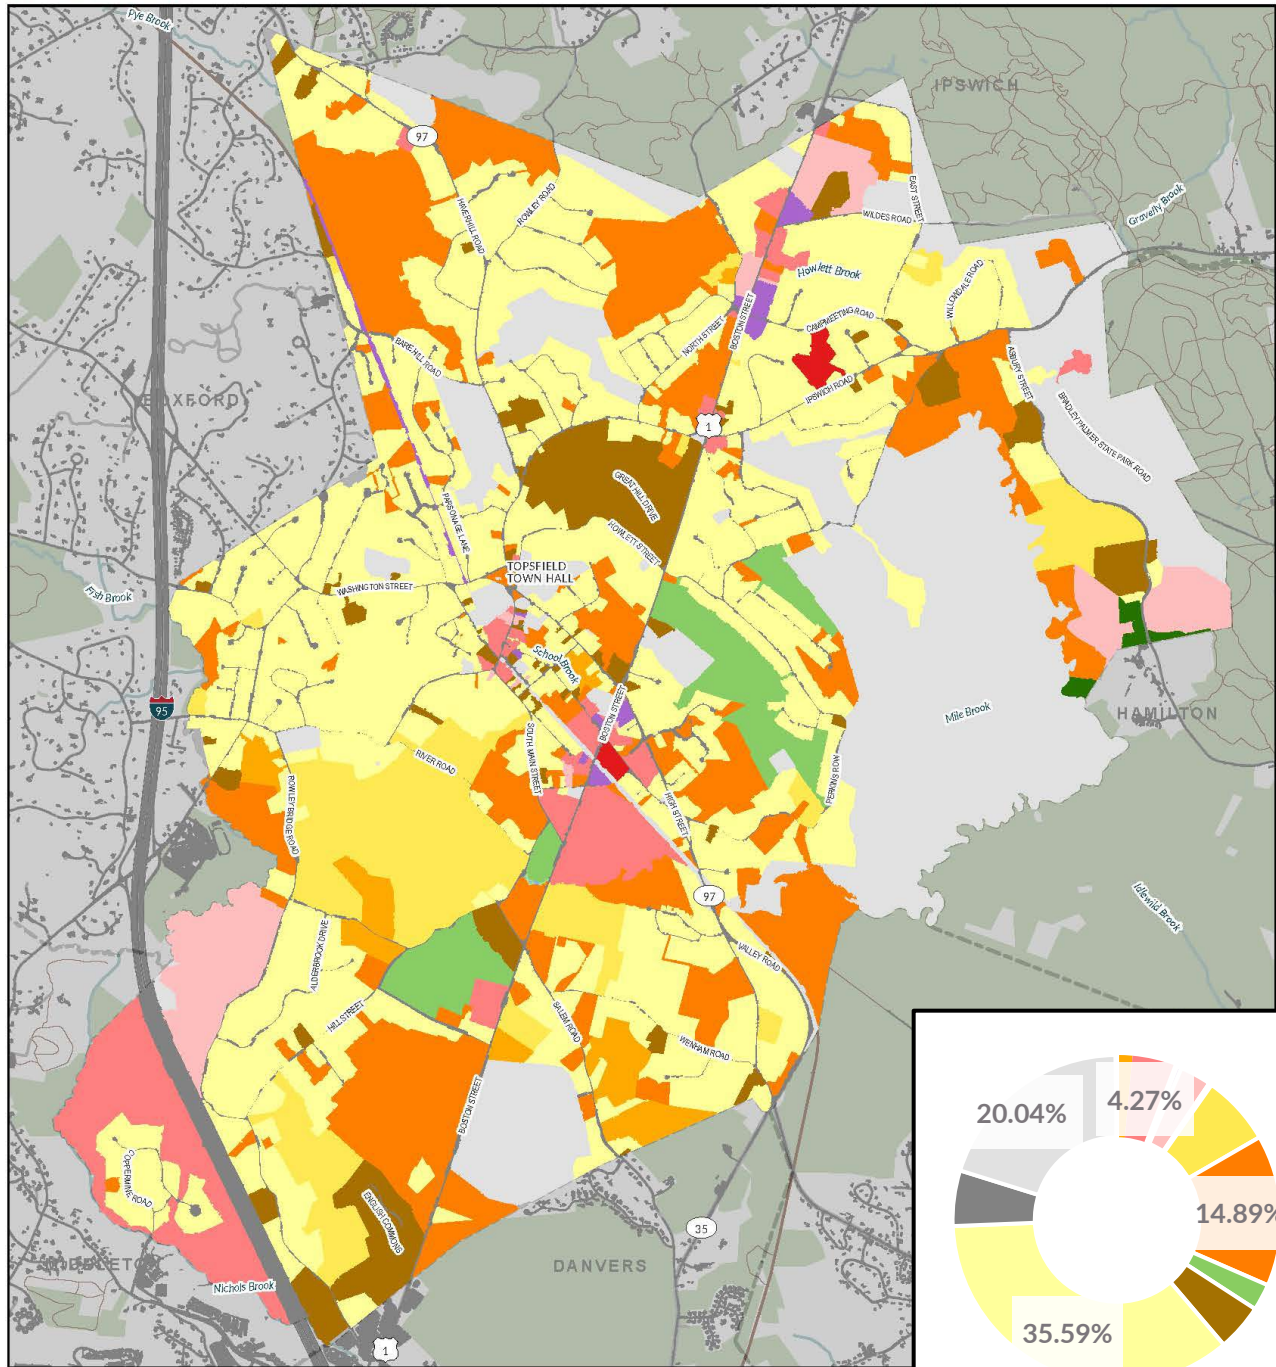 Pye Brook
IPSWICH
97
HAVERHILL ROAD
ROWLEY ROAD
EAST STREET
WILDES ROAD
Gravelly Brook
Howlett Brook
WILLOWDALE ROAD
CAMPMEETING ROAD
NORTH STREET
BOSTON STREET
BARE HILL ROAD
IPSWICH ROAD
ASBURY STREET
BRADLEY PALMER STATE PARK ROAD
BOXFORD
1
GREAT HILL DRIVE
PARSONAGE LANE
HOWLETT STREET
TOPSFIELD
TOWN HALL
WASHINGTON STREET
Fish Brook
School Brook
95
BOSTON STREET
Mile Brook
HAMILTON
SOUTH MAIN STREET
RIVER ROAD
ROWLEY BRIDGE ROAD
HIGH STREET
PERKINS ROW
97
Idlewild Brook
VALLEY ROAD
ALDERBROOK DRIVE
HILL STREET
SALEM ROAD
WENHAM ROAD
BOSTON STREET
COPPERMINE ROAD
ENGLISH COMMONS
MIDDLETON
Nichols Brook
DANVERS
35
1
20.04%
4.27%
14.89%
35.59%